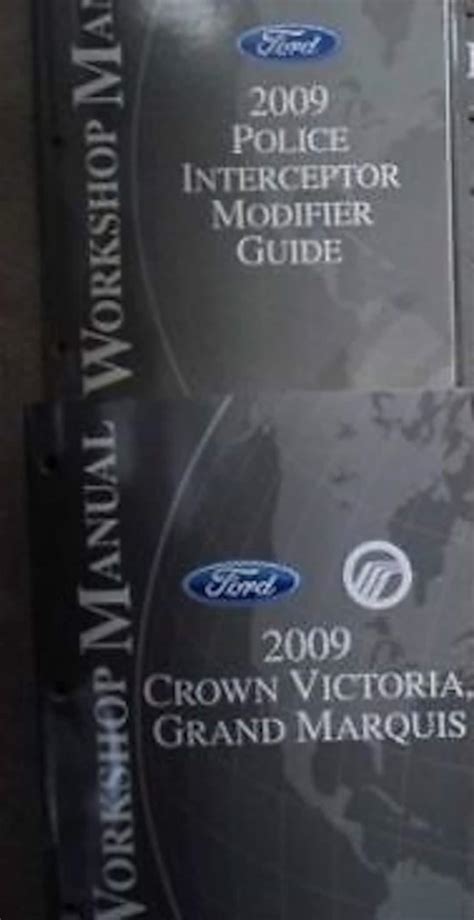 WORKSHOP MA
Ford
2009
POLICE
INTERCEPTOR
MODIFIER
GUIDE
WORKSHOP MANUAL
Ford
2009
CROWN VICTORIA
GRAND MARQUIS